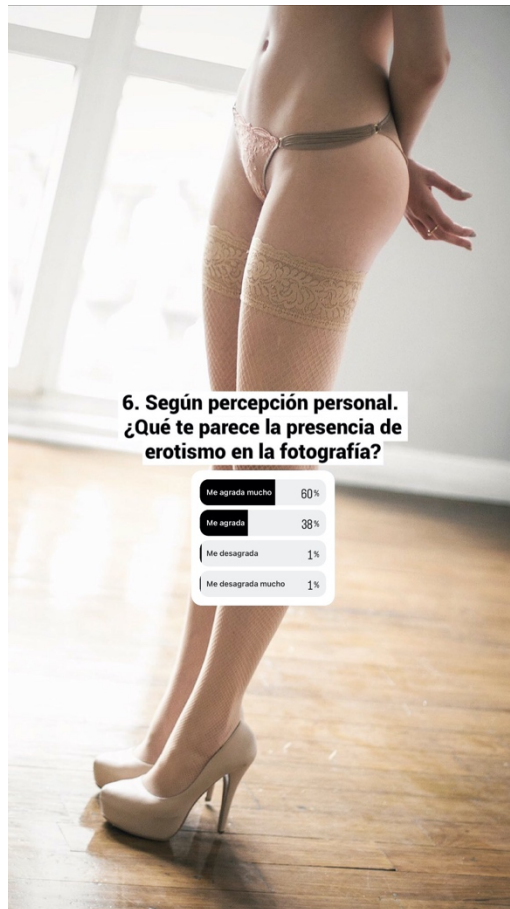 6. Según percepción personal.
¿Qué te parece la presencia de
erotismo en la fotografía?
Me agrada mucho 60%
Me agrada 38%
Me desagrada 1%
Me desagrada mucho 1%